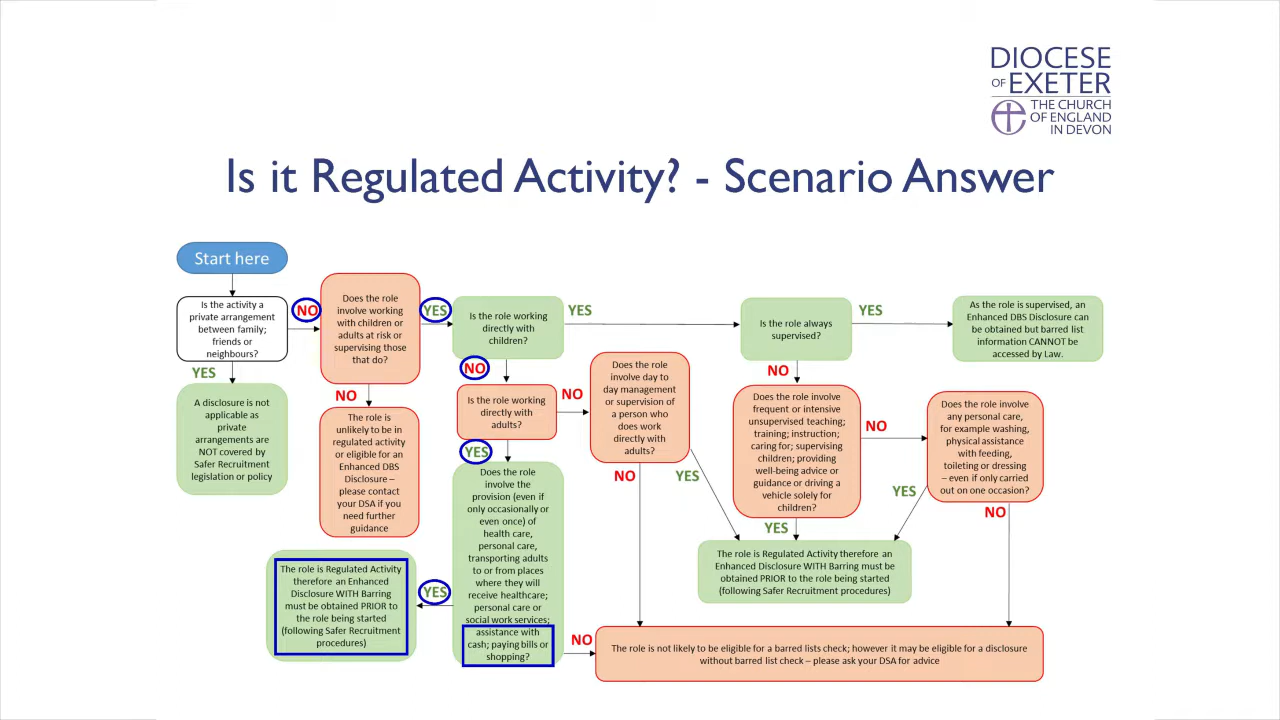 DIOCESE
OF EXETER
THE CHURCH
OF ENGLAND
IN DEVON
Is it Regulated Activity? - Scenario Answer
Start here
Is the activity a
private arrangement
between family;
friends or
neighbours?
NO
YES
A disclosure is not
applicable as
private
arrangements are
NOT covered by
Safer Recruitment
legislation or policy
Does the role
involve working
with children or
adults at risk or
supervising those
that do?
YES
NO
The role is
unlikely to be in
regulated activity
or eligible for an
Enhanced DBS
Disclosure –
please contact
your DSA if you
need further
guidance
Is the role working
directly with
children?
YES
NO
Is the role working
directly with
adults?
NO
YES
Does the role
involve the
provision (even if
only occasionally or
even once) of
health care,
personal care,
transporting adults
to or from places
where they will
receive healthcare;
personal care or
social work services;
assistance with
cash; paying bills or
shopping?
YES
NO
The role is Regulated Activity
therefore an Enhanced
Disclosure WITH Barring
must be obtained PRIOR to
the role being started
(following Safer Recruitment
procedures)
Does the role
involve day to
day management
or supervision of
a person who
does work
directly with
adults?
NO
YES
Is the role always
supervised?
YES
NO
As the role is supervised, an
Enhanced DBS Disclosure can
be obtained but barred list
information CANNOT be
accessed by Law.
Does the role involve
frequent or intensive
unsupervised teaching;
training; instruction;
caring for; supervising
children; providing
well-being advice or
guidance or driving a
vehicle solely for
children?
NO
YES
Does the role involve
any personal care,
for example washing,
physical assistance
with feeding,
toileting or dressing
– even if only carried
out on one occasion?
YES
NO
The role is Regulated Activity therefore an
Enhanced Disclosure WITH Barring must be
obtained PRIOR to the role being started
(following Safer Recruitment procedures)
The role is not likely to be eligible for a barred lists check; however it may be eligible for a disclosure
without barred list check – please ask your DSA for advice